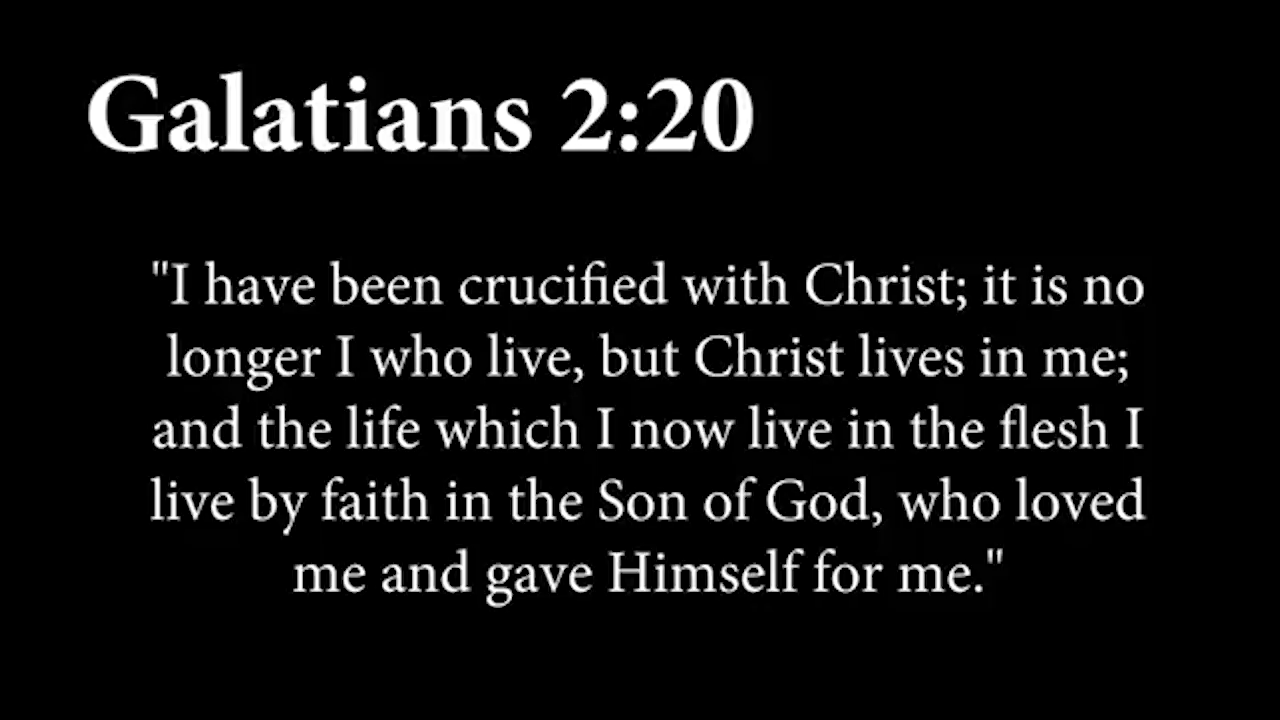 Galatians 2:20
"I have been crucified with Christ; it is no
longer I who live, but Christ lives in me;
and the life which I now live in the flesh I
live by faith in the Son of God, who loved
me and gave Himself for me."